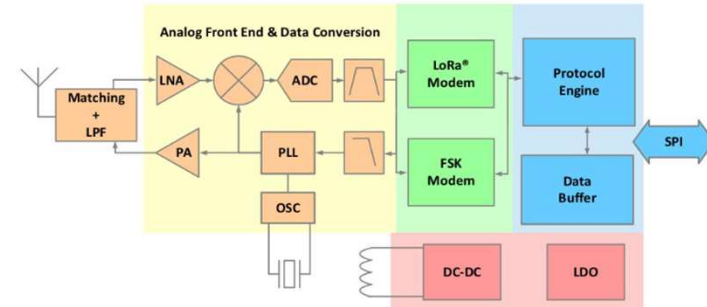 Analog Front End & Data Conversion
LNA
ADC
LoRa®
Modem
Protocol
Engine
Matching
+
LPF
PA
PLL
FSK
Modem
SPI
Data
Buffer
OSC
DC-DC
LDO